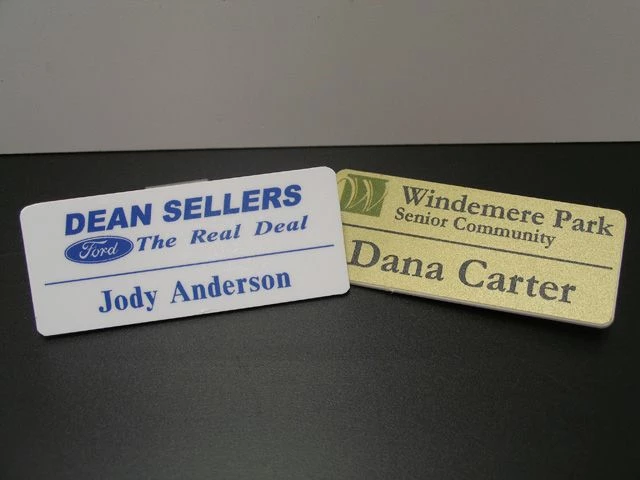 DEAN SELLERS
Ford The Real Deal
Jody Anderson
W Windemere Park
Senior Community
Dana Carter